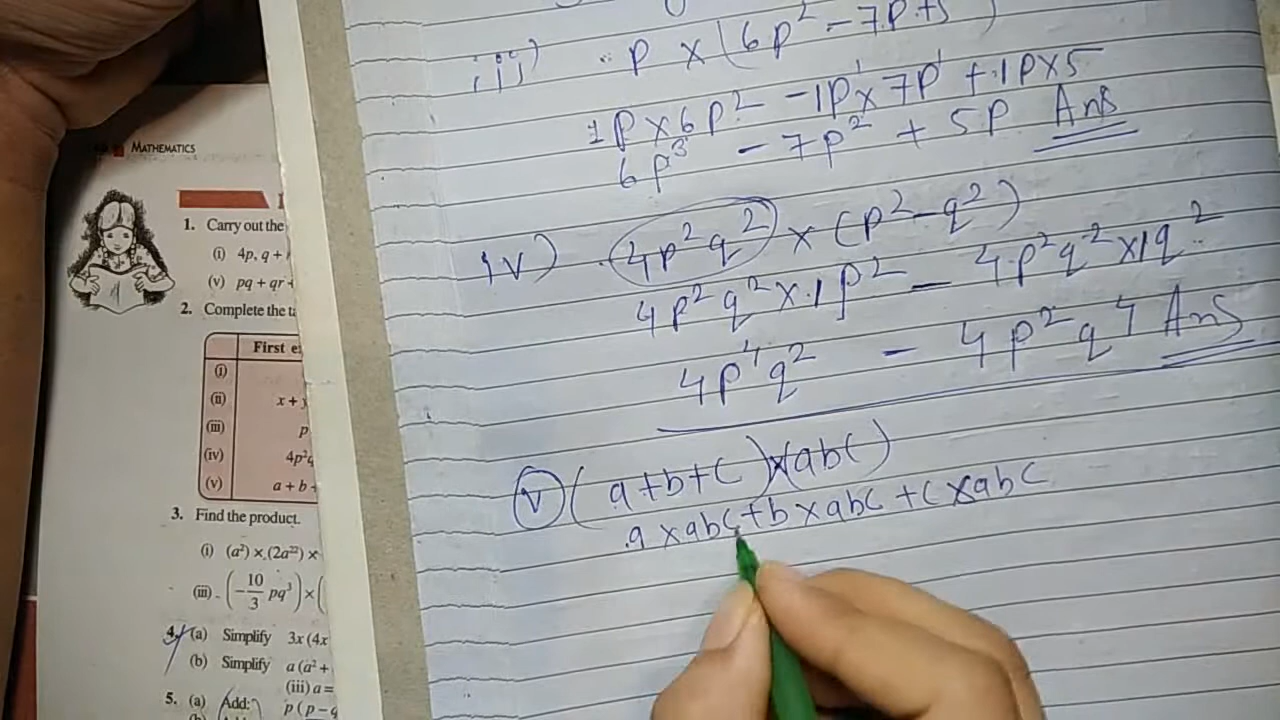 MATHEMATICS
1. Carry out the
(i) 4p, q +
(v) pq + qr +
2. Complete the ta
First e
(i)
(ii) x + y
(iii) p
(iv) 4p²q
(v) a + b +
3. Find the product.
(i) (a²) × (2a²²) ×
(iii) (-10/3 pq³) × (
4. (a) Simplify 3x (4x
(b) Simplify a (a² +
(iii) a =
5. (a) Add: p (p – q
iii) P × (6p² - 7P + 5)
1P × 6P² - 1P¹ × 7P¹ + 1P × 5
6p³ - 7p² + 5P Ans
iv) 4p²q² × (p² - q²)
4p²q² × 1p² - 4p²q² × 1q²
4p⁴q² - 4p²q⁴ Ans
v (a+b+c) × (abc)
a × abc + b × abc + c × abc